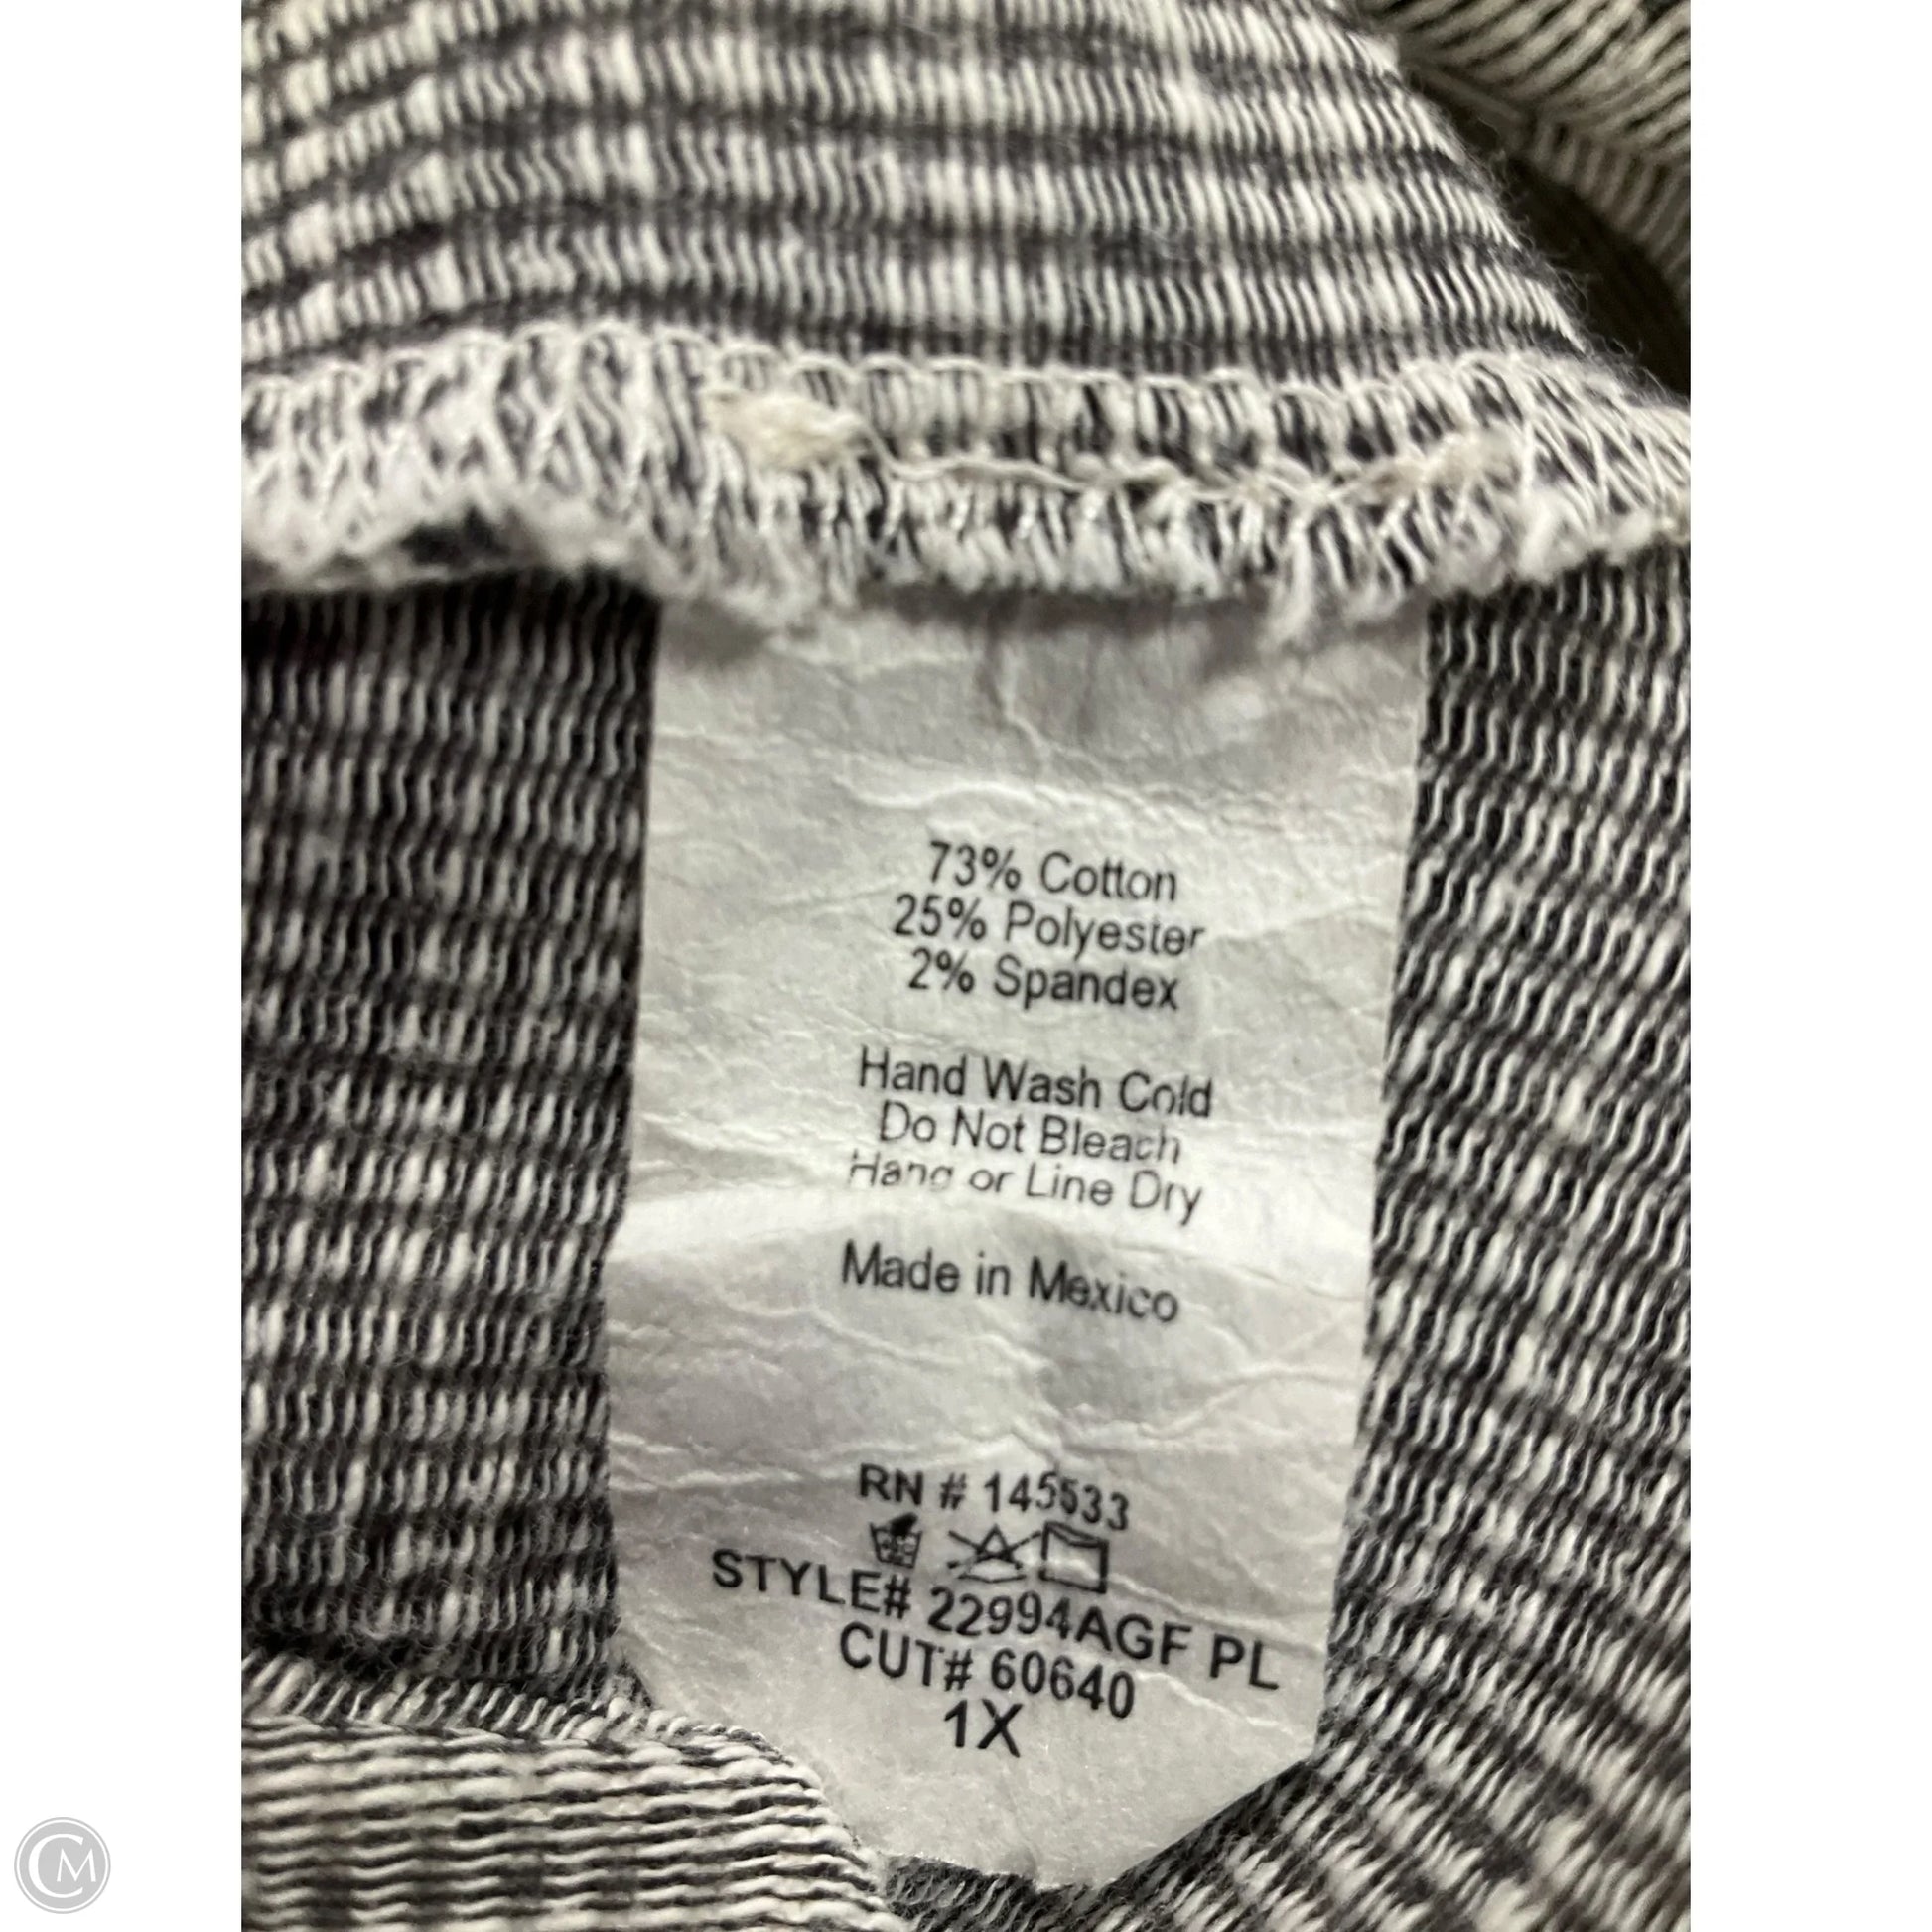 73% Cotton
25% Polyester
2% Spandex
Hand Wash Cold
Do Not Bleach
Hang or Line Dry
Made in Mexico
RN # 145533
STYLE# 22994AGF PL
CUT# 60640
1X
CM